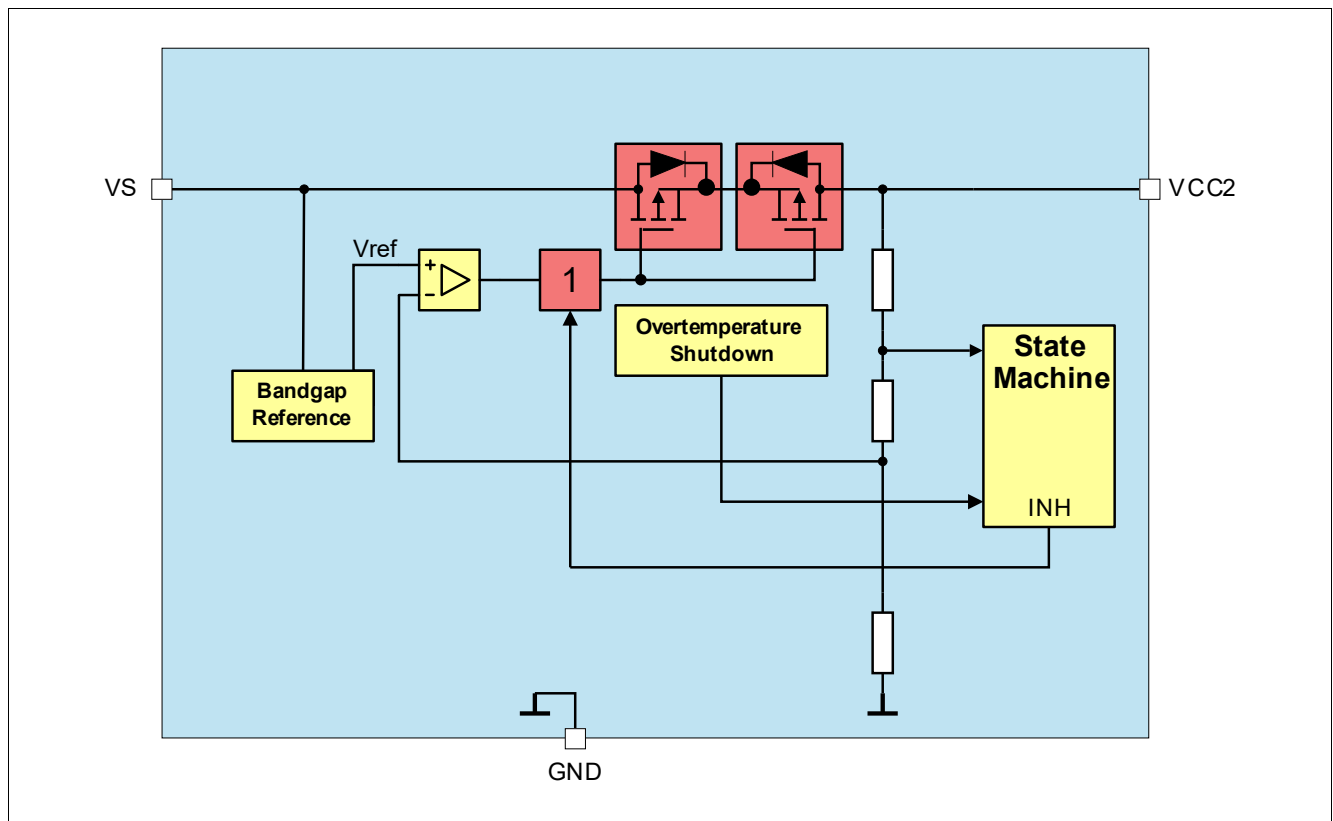 VS
VCC2
Vref
+
-
1
Overtemperature
Shutdown
State
Machine
Bandgap
Reference
INH
GND